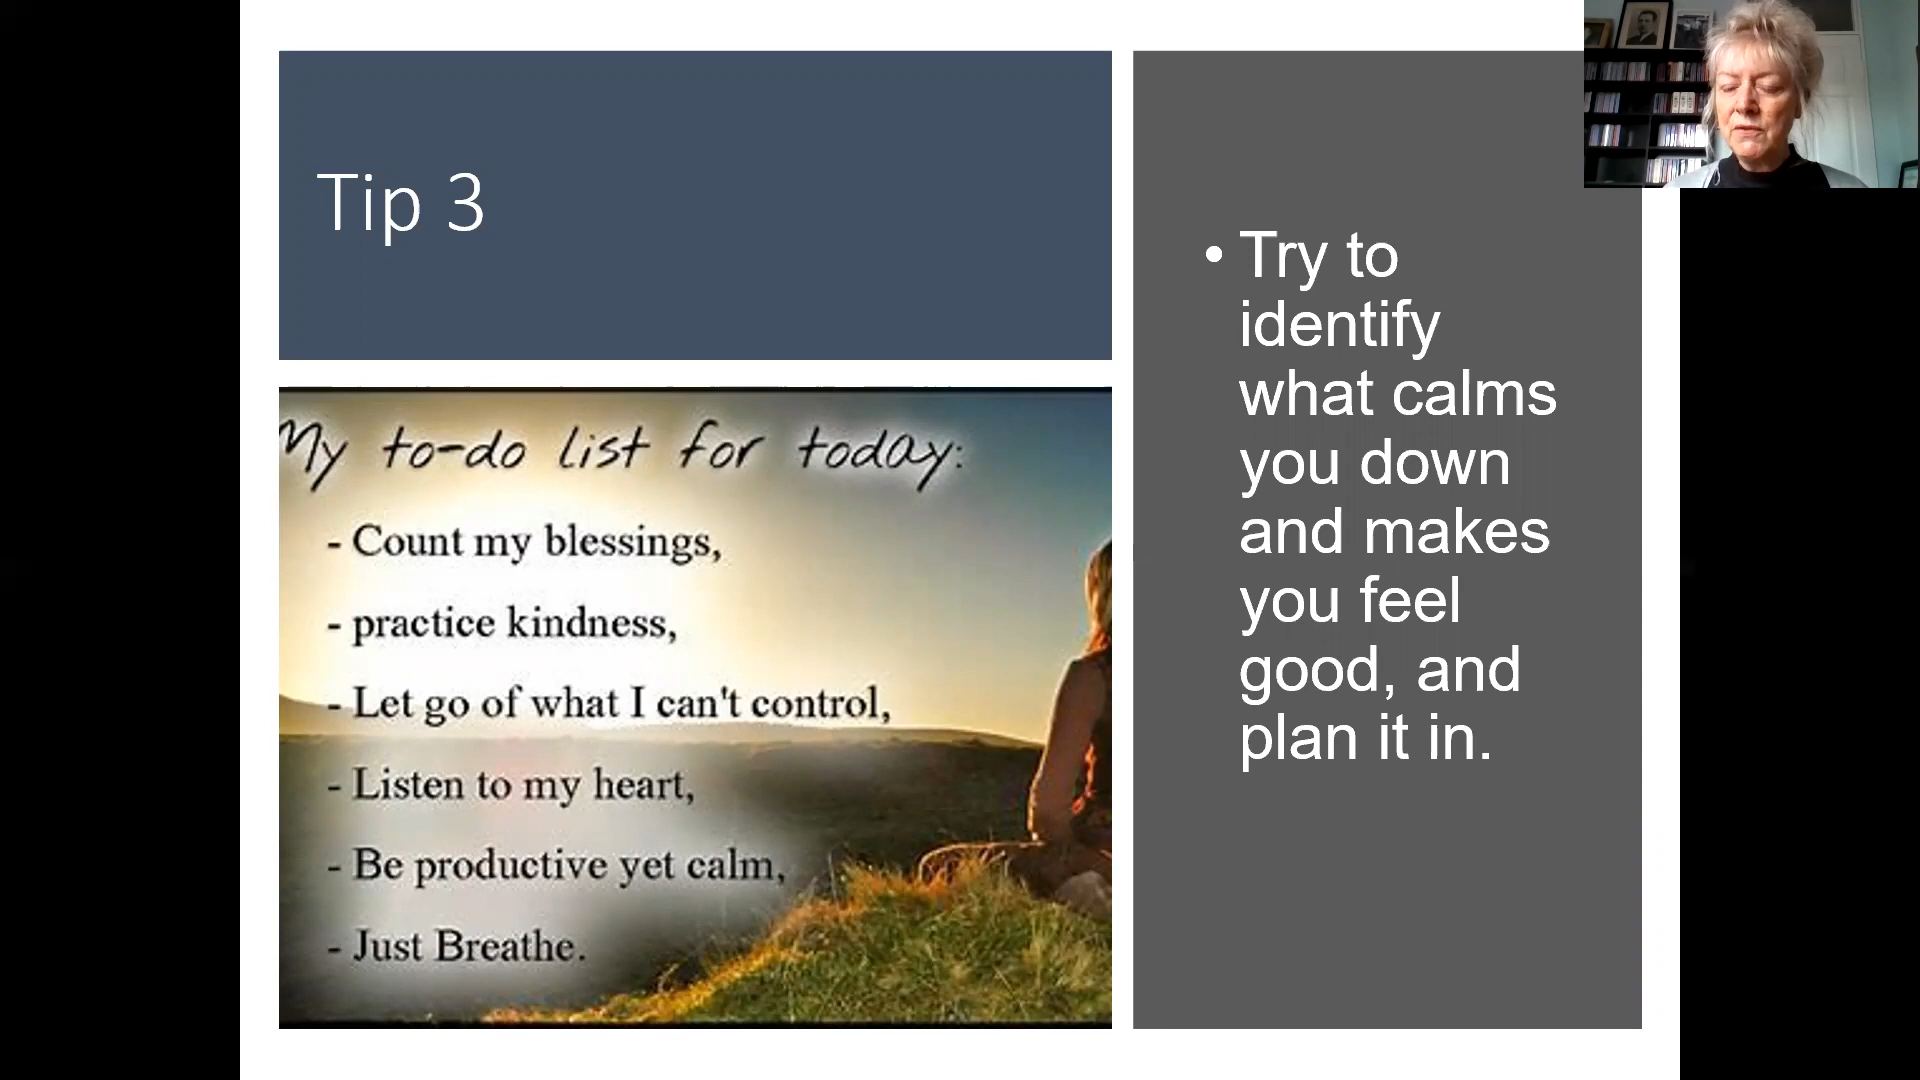 Tip 3
My to-do list for today:
- Count my blessings,
- practice kindness,
- Let go of what I can't control,
- Listen to my heart,
- Be productive yet calm,
- Just Breathe.
• Try to
identify
what calms
you down
and makes
you feel
good, and
plan it in.